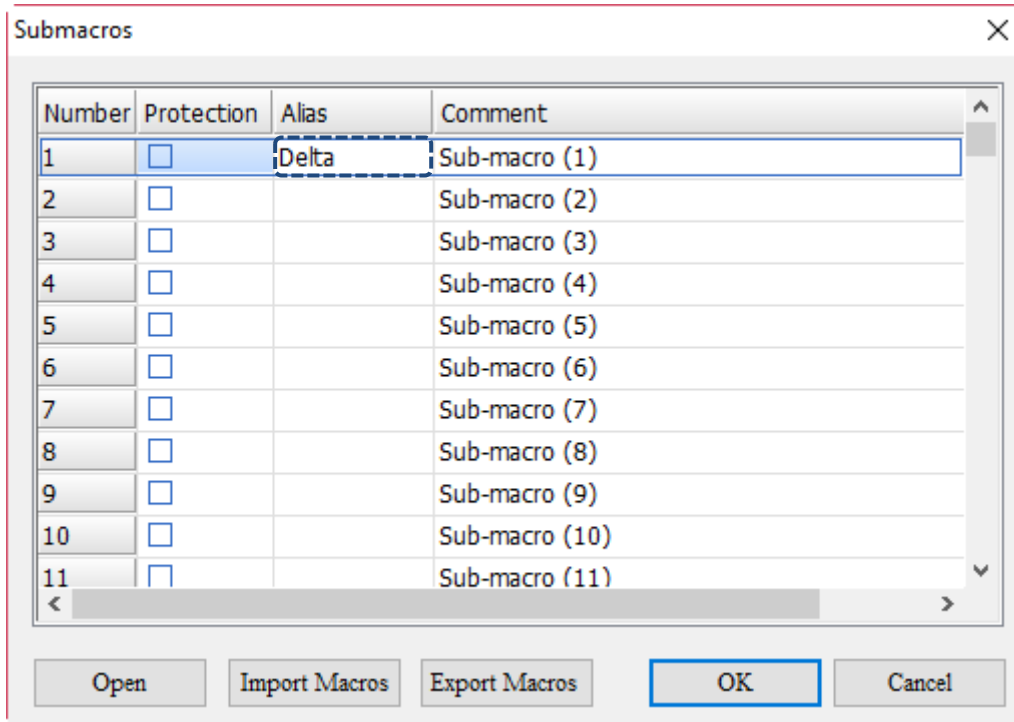 Submacros
Number Protection Alias Comment
1 Delta Sub-macro (1)
2 Sub-macro (2)
3 Sub-macro (3)
4 Sub-macro (4)
5 Sub-macro (5)
6 Sub-macro (6)
7 Sub-macro (7)
8 Sub-macro (8)
9 Sub-macro (9)
10 Sub-macro (10)
11 Sub-macro (11)
Open Import Macros Export Macros OK Cancel